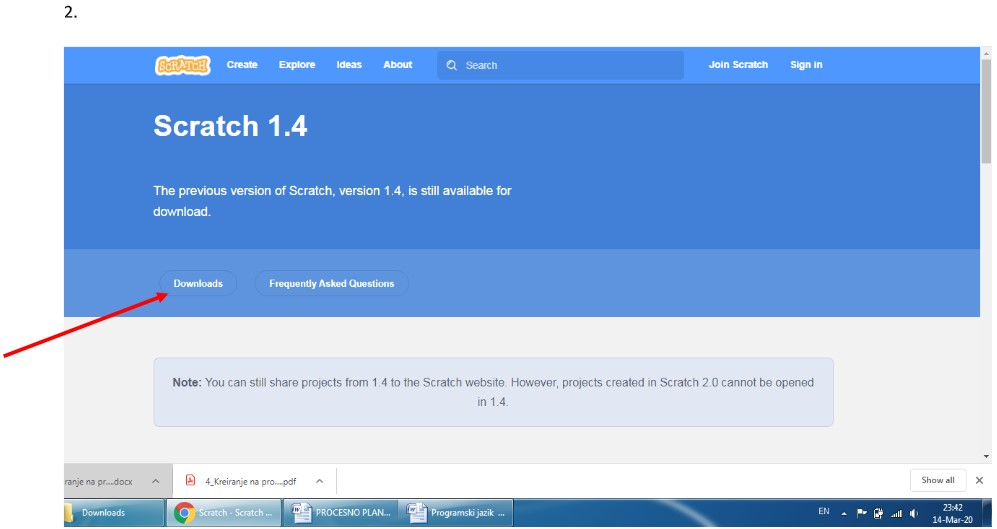 2.
SCRATCH Create Explore Ideas About Search Join Scratch Sign in
Scratch 1.4
The previous version of Scratch, version 1.4, is still available for
download.
Downloads Frequently Asked Questions
Note: You can still share projects from 1.4 to the Scratch website. However, projects created in Scratch 2.0 cannot be opened
in 1.4.
ranje na pr....docx 4_Kreiranje na pro....pdf Show all
Downloads Scratch - Scratch ... PROCESNO PLAN... Programski jazik ... EN 23:42
14-Mar-20